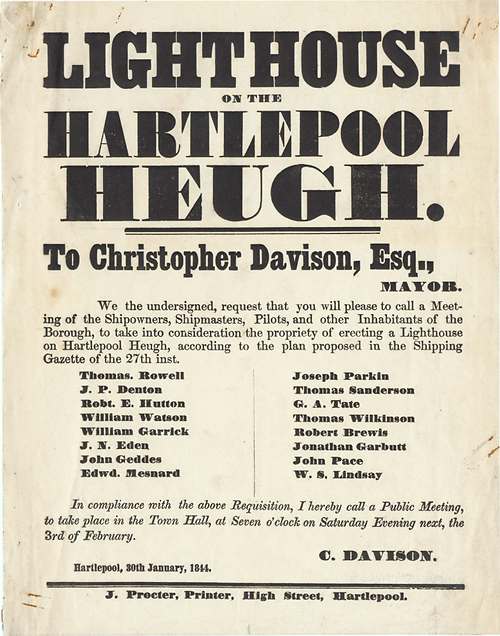 LIGHTHOUSE
ON THE
HARTLEPOOL
HEUGH.
To Christopher Davison, Esq.,
MAYOR.
We the undersigned, request that you will please to call a Meet-
ing of the Shipowners, Shipmasters, Pilots, and other Inhabitants of the
Borough, to take into consideration the propriety of erecting a Lighthouse
on Hartlepool Heugh, according to the plan proposed in the Shipping
Gazette of the 27th inst.
Thomas. Rowell
J. P. Denton
Robt. E. Hutton
William Watson
William Garrick
J. N. Eden
John Geddes
Edwd. Mesnard
Joseph Parkin
Thomas Sanderson
G. A. Tate
Thomas Wilkinson
Robert Brewis
Jonathan Garbutt
John Pace
W. S. Lindsay
In compliance with the above Requisition, I hereby call a Public Meeting,
to take place in the Town Hall, at Seven o'clock on Saturday Evening next, the
3rd of February.
C. DAVISON.
Hartlepool, 30th January, 1844.
J. Procter, Printer, High Street, Hartlepool.